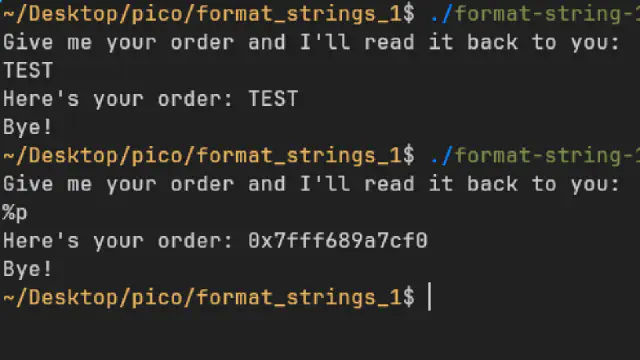 ~/Desktop/pico/format_strings_1$ ./format-string-1
Give me your order and I'll read it back to you:
TEST
Here's your order: TEST
Bye!
~/Desktop/pico/format_strings_1$ ./format-string-1
Give me your order and I'll read it back to you:
%p
Here's your order: 0x7fff689a7cf0
Bye!
~/Desktop/pico/format_strings_1$